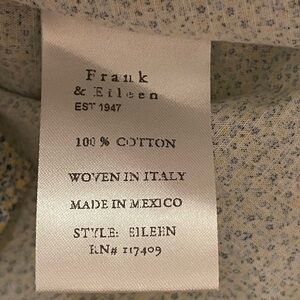 Frank
& Eileen
EST 1947
100% COTTON
WOVEN IN ITALY
MADE IN MEXICO
STYLE: EILEEN
RN# 117409